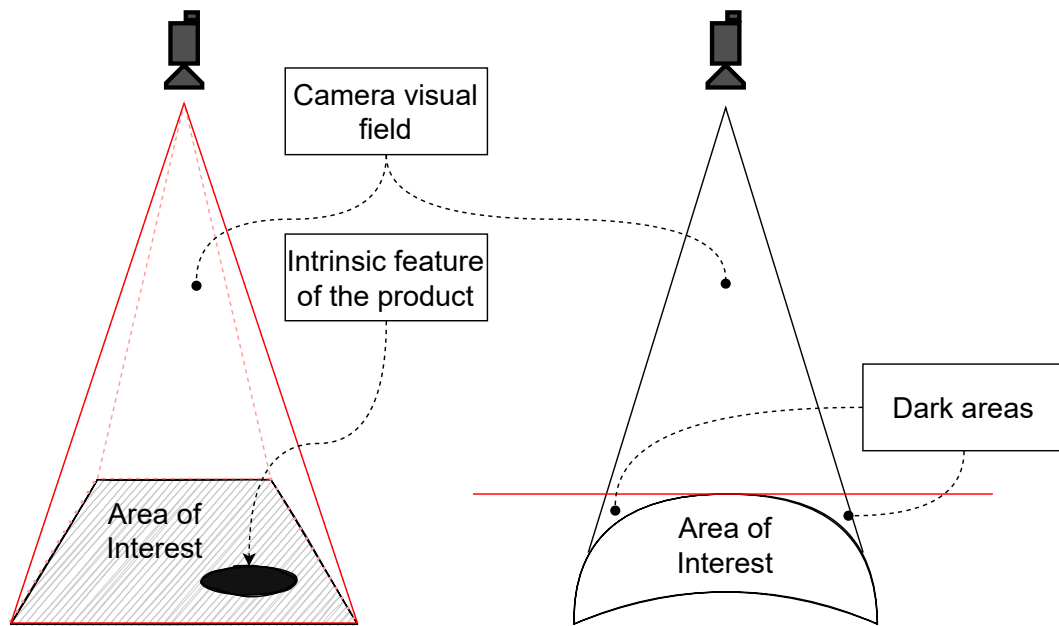 Camera visual
field
Intrinsic feature
of the product
Dark areas
Area of
Interest
Area of
Interest